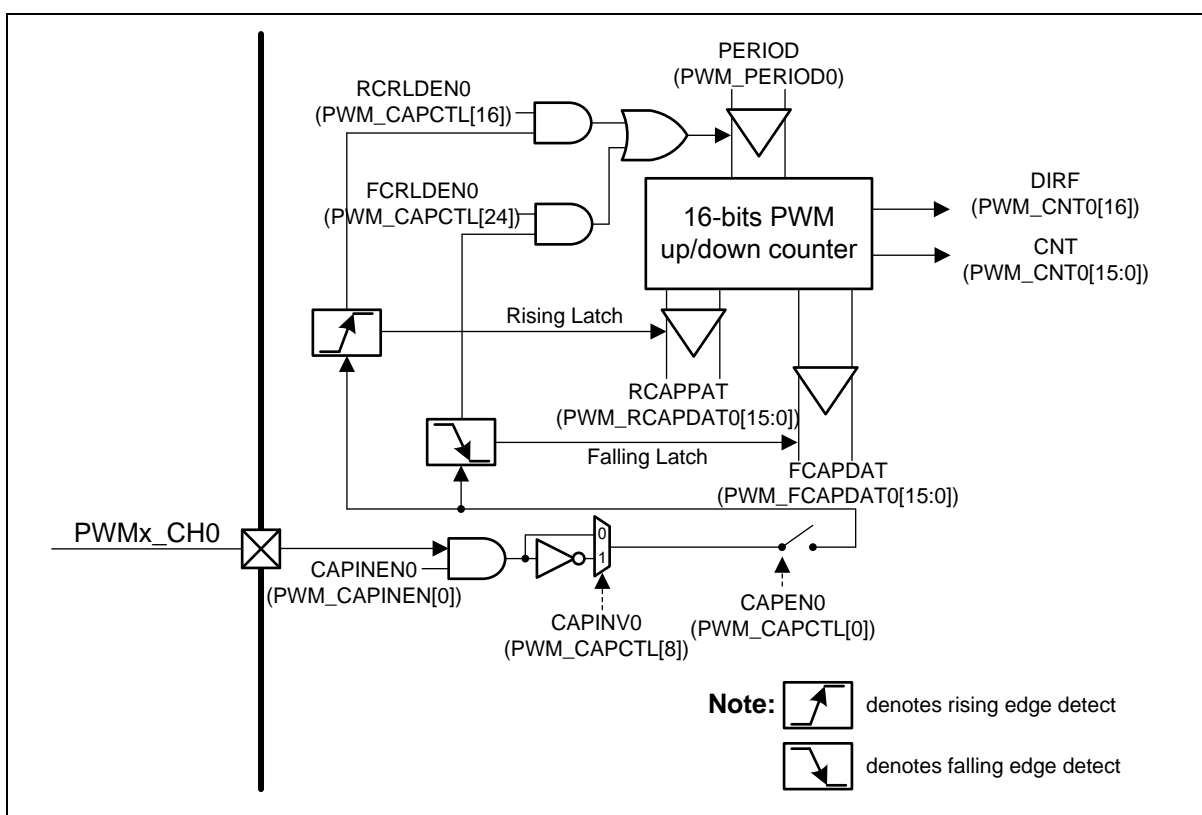 PERIOD
(PWM_PERIOD0)
RCRLDEN0
(PWM_CAPCTL[16])
FCRLDEN0
(PWM_CAPCTL[24])
16-bits PWM
up/down counter
DIRF
(PWM_CNT0[16])
CNT
(PWM_CNT0[15:0])
Rising Latch
RCAPPAT
(PWM_RCAPDAT0[15:0])
Falling Latch
FCAPDAT
(PWM_FCAPDAT0[15:0])
PWMx_CH0
CAPINEN0
(PWM_CAPINEN[0])
0
1
CAPINV0
(PWM_CAPCTL[8])
CAPEN0
(PWM_CAPCTL[0])
Note:
denotes rising edge detect
denotes falling edge detect